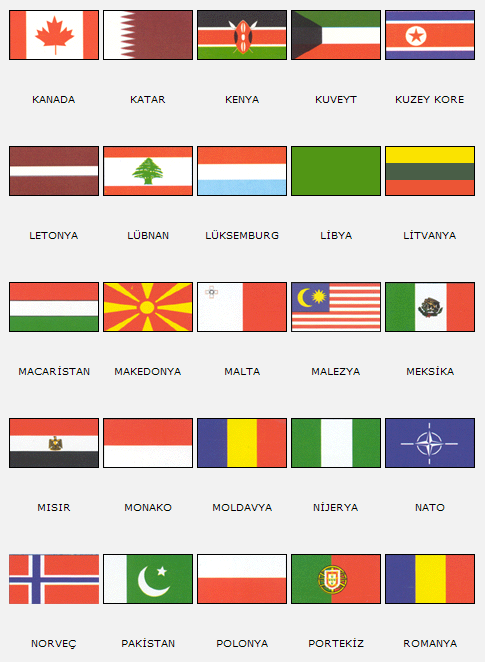 KANADA KATAR KENYA KUVEYT KUZEY KORE
LETONYA LÜBNAN LÜKSEMBURG LİBYA LİTVANYA
MACARİSTAN MAKEDONYA MALTA MALEZYA MEKSİKA
MISIR MONAKO MOLDAVYA NİJERYA NATO
NORVEÇ PAKİSTAN POLONYA PORTEKİZ ROMANYA